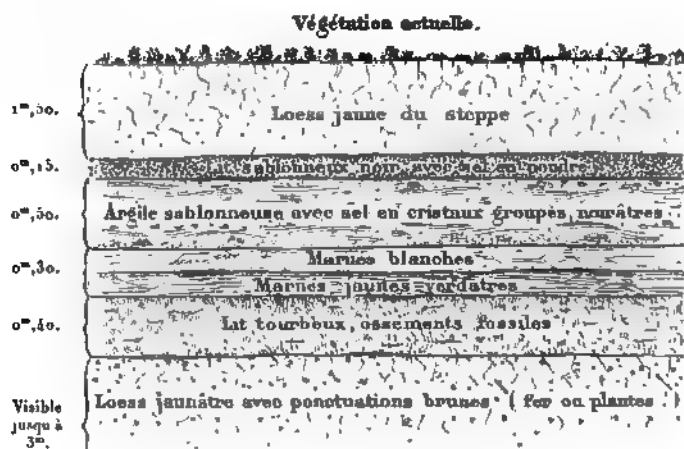 Végétation actuelle.
1m,50. Loess jaune du steppe
0m,15. Lit sablonneux noir avec sel en poudre
0m,50. Argile sablonneuse avec sel en cristaux groupés noirâtres
0m,30. Marnes blanches
Marnes jaunes-verdatres
0m,40. Lit tourbeux, ossements fossiles
Visible
jusqu'à
3m.
Loess jaunâtre avec ponctuations brunes (fer ou plantes.)